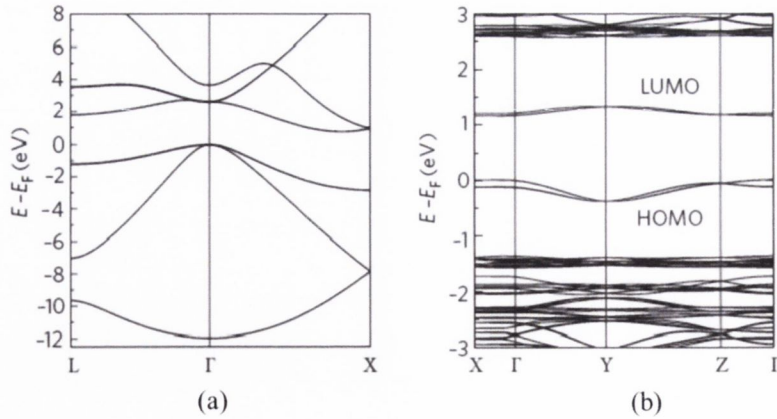 (a)
8
6
4
2
0
-2
-4
-6
-8
-10
-12
E - E_F (eV)
L Γ X
(a)
(b)
3
2
1
0
-1
-2
-3
E - E_F (eV)
LUMO
HOMO
X Γ Y Z Γ
(b)